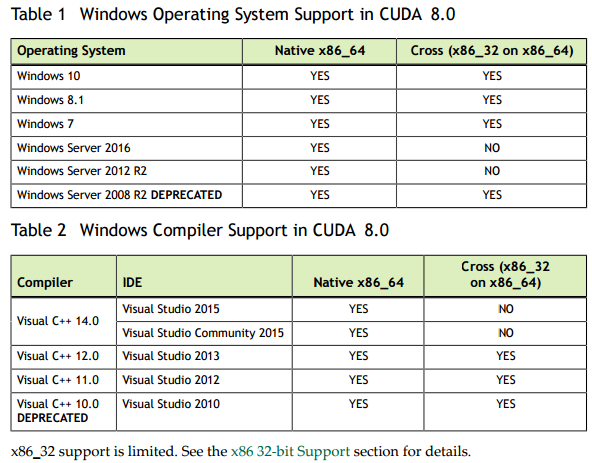 Table 1 Windows Operating System Support in CUDA 8.0
Operating System Native x86_64 Cross (x86_32 on x86_64)
Windows 10 YES YES
Windows 8.1 YES YES
Windows 7 YES YES
Windows Server 2016 YES NO
Windows Server 2012 R2 YES NO
Windows Server 2008 R2 DEPRECATED YES YES
Table 2 Windows Compiler Support in CUDA 8.0
Compiler IDE Native x86_64 Cross (x86_32
on x86_64)
Visual C++ 14.0 Visual Studio 2015 YES NO
Visual Studio Community 2015 YES NO
Visual C++ 12.0 Visual Studio 2013 YES YES
Visual C++ 11.0 Visual Studio 2012 YES YES
Visual C++ 10.0 Visual Studio 2010 YES YES
DEPRECATED
x86_32 support is limited. See the x86 32-bit Support section for details.